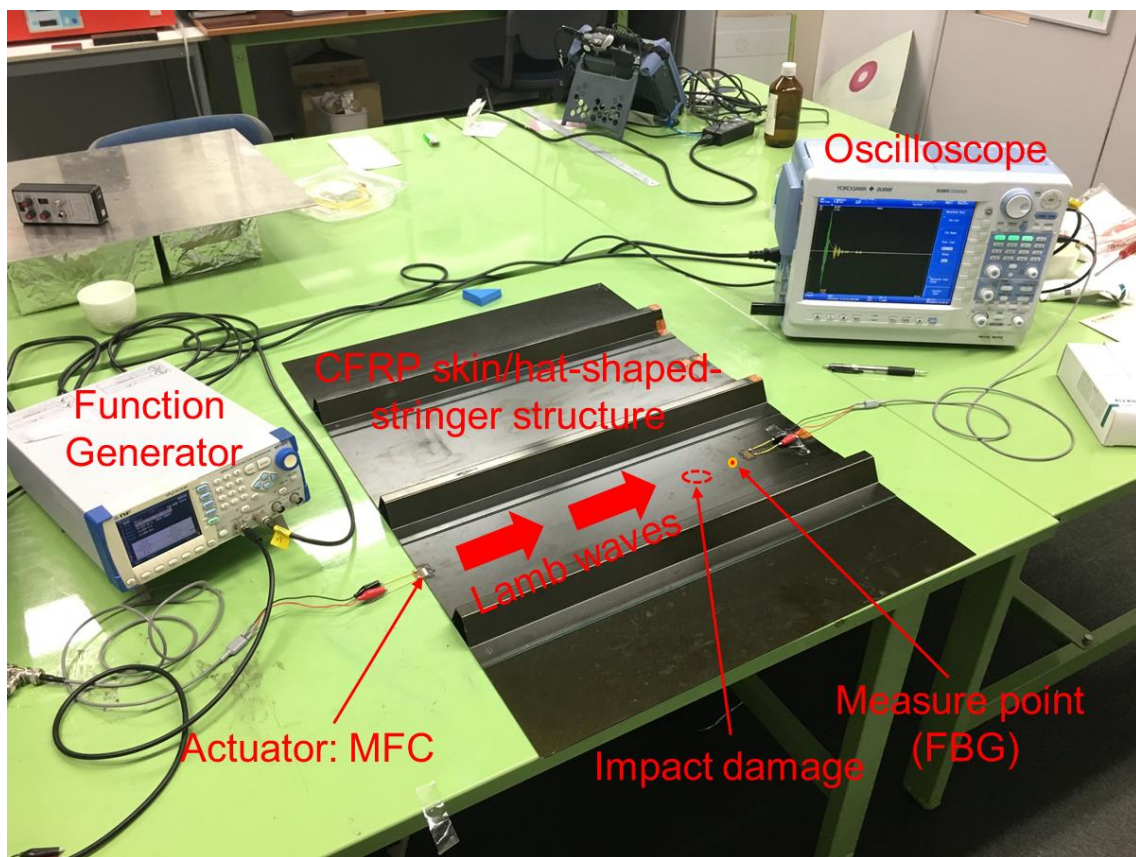 Oscilloscope
YOKOGAWA
CFRP skin/hat-shaped-
stringer structure
Function
Generator
Lamb waves
Measure point
(FBG)
Actuator: MFC
Impact damage